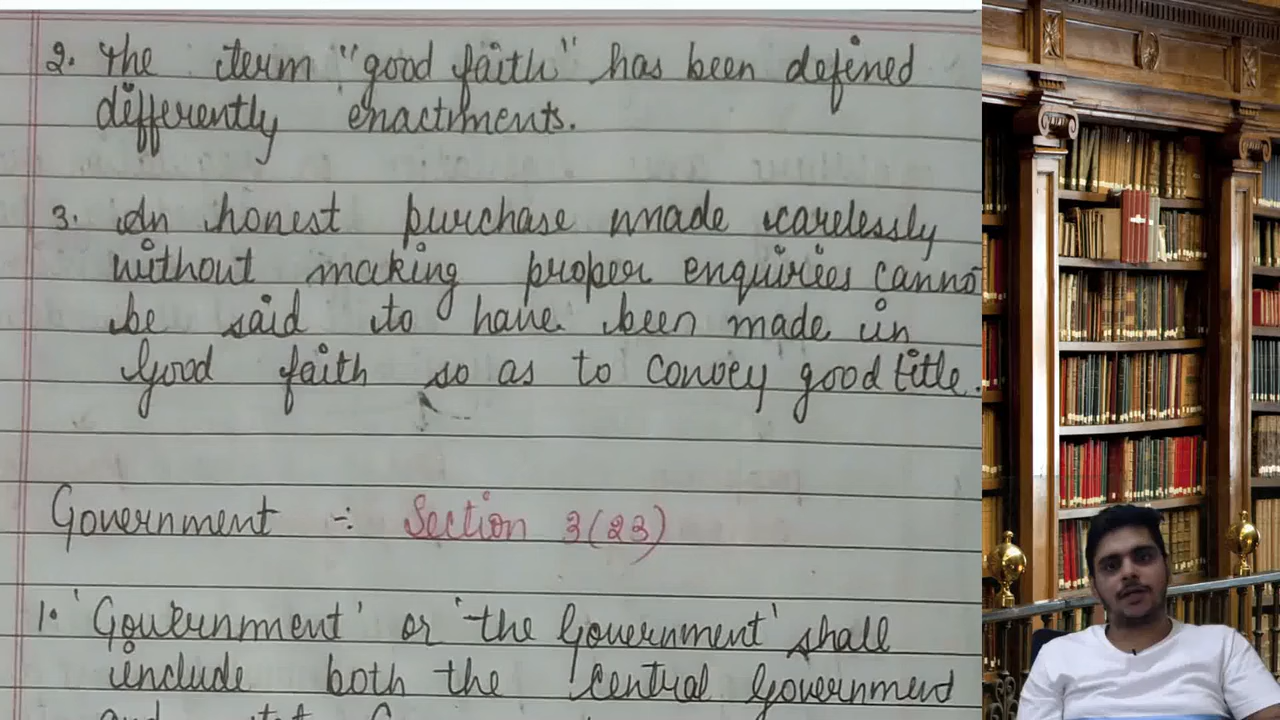 2. the term "good faith" has been defined
differently enactments.
3. An honest purchase made carelessly
without making proper enquiries canno
be said to have been made in
good faith so as to convey good title.
Government :- Section 3(23)
1. 'Government' or 'the Government' shall
include both the Central Government
and